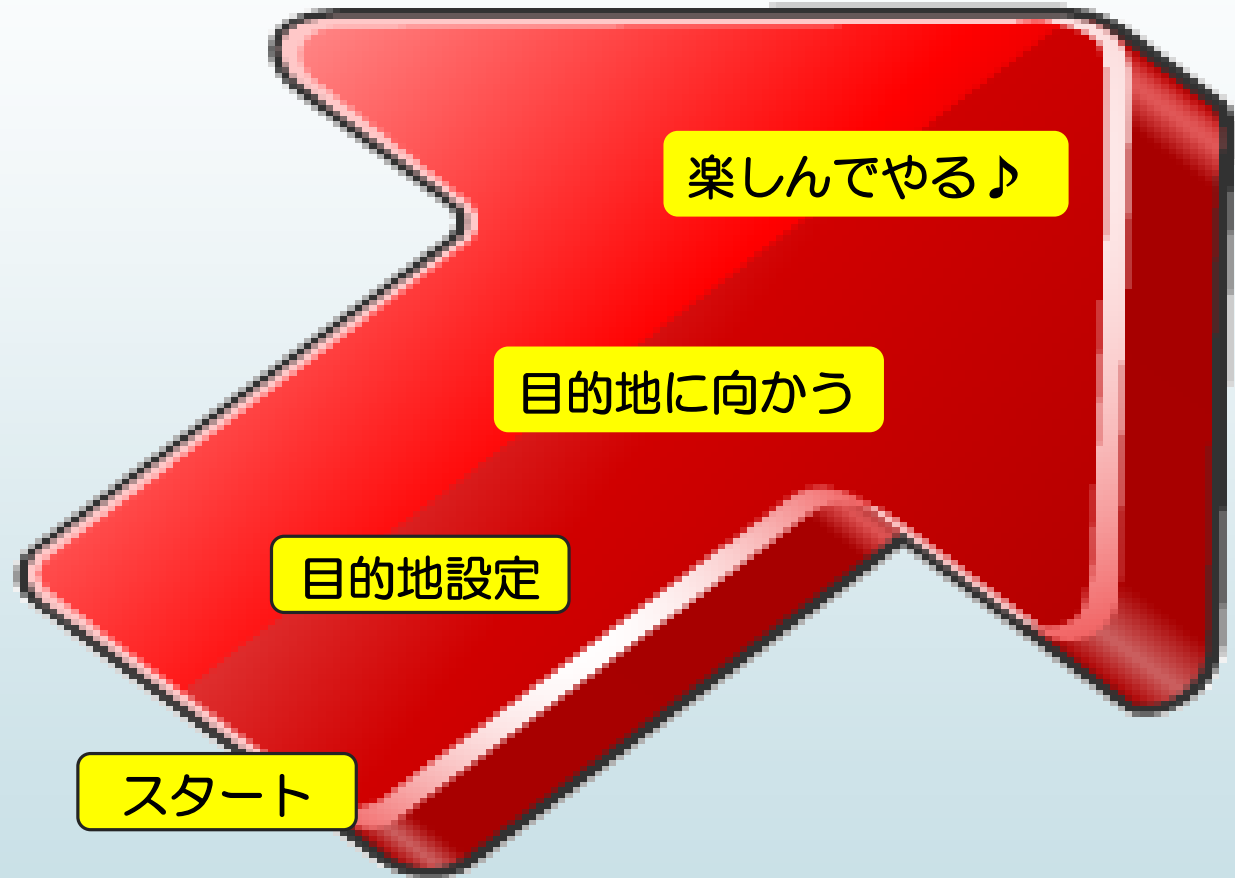 楽しんでやる♪
目的地に向かう
目的地設定
スタート